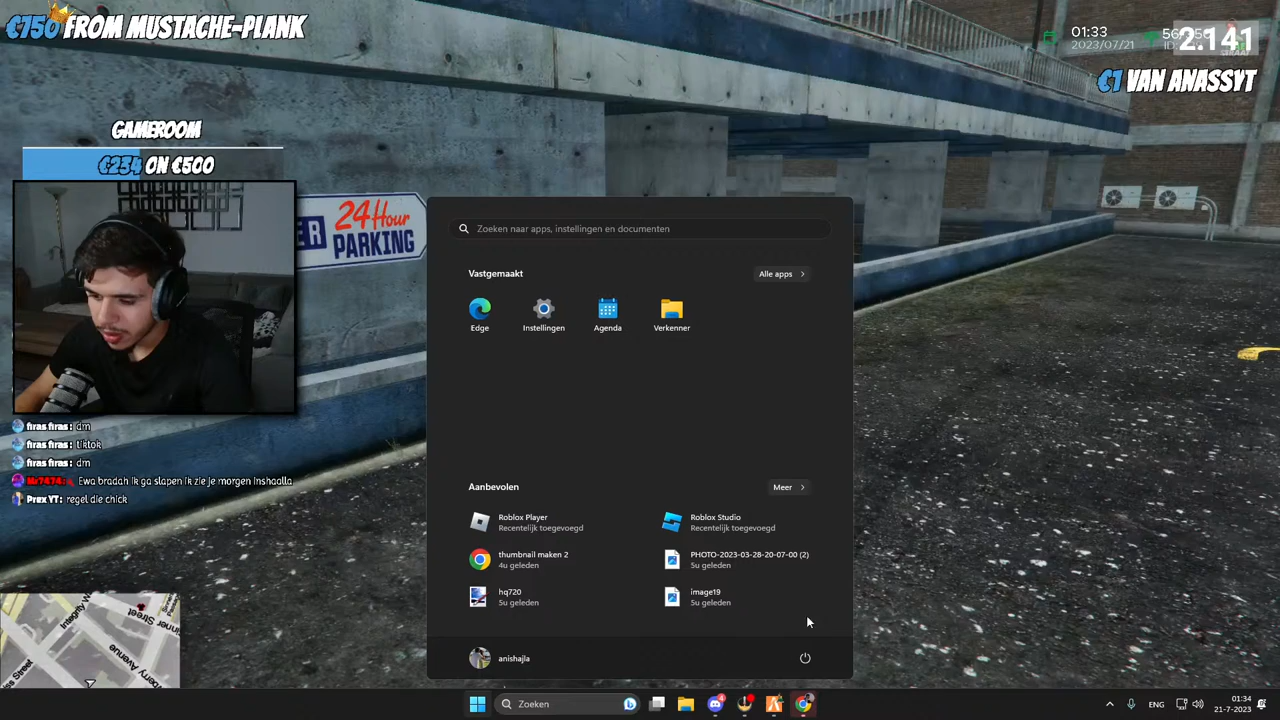 €750 FROM MUSTACHE-PLANK
01:33
2023/07/21
2.141
€1 VAN ANASSYT
GAMEROOM
€234 ON €500
24 Hour
PARKING
firas firas: dm
firas firas: tiktok
firas firas: dm
Mr7474: Ewa bradah ik ga slapen ik zie je morgen inshaalla
Prex YT: regel die chick
Zoeken naar apps, instellingen en documenten
Vastgemaakt
Alle apps
Edge
Instellingen
Agenda
Verkenner
Aanbevolen
Meer
Roblox Player
Recentelijk toegevoegd
Roblox Studio
Recentelijk toegevoegd
thumbnail maken 2
4u geleden
PHOTO-2023-03-28-20-07-00 (2)
5u geleden
hq720
5u geleden
image19
5u geleden
anishajla
Integrity W
Street
Zoeken
4
ENG
01:34
21-7-2023